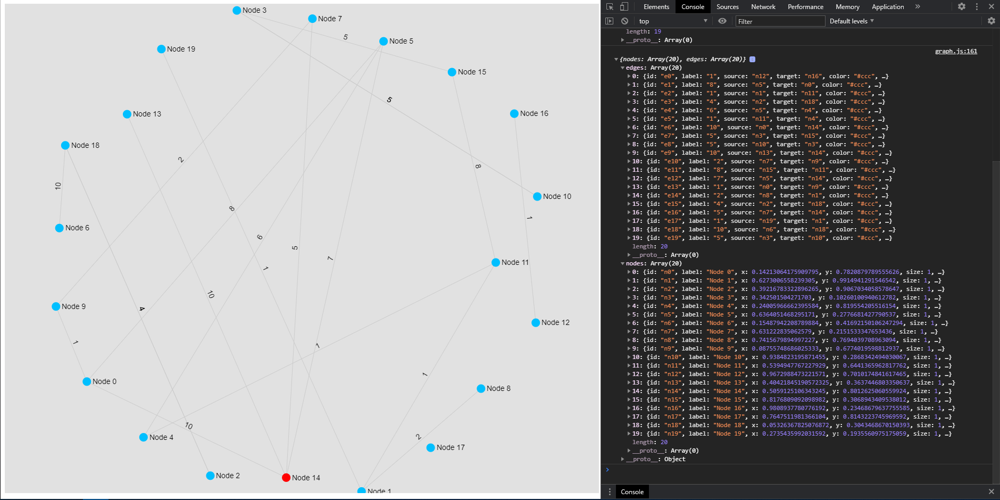 Node 3
Node 7
5
Node 5
Node 19
Node 15
5
Node 13
Node 16
Node 18
2
8
10
Node 10
8
1
Node 6
6
5
7
Node 11
1
10
Node 9
4
Node 12
1
1
1
Node 0
Node 8
10
2
Node 4
Node 17
Node 2
Node 14
Node 1
Elements Console Sources Network Performance Memory Application »
top ▼ Filter Default levels ▼
length: 19
▶ __proto__: Array(0)
graph.js:161
▼{nodes: Array(20), edges: Array(20)} i
▼edges: Array(20)
▶0: {id: "e0", label: "1", source: "n12", target: "n16", color: "#ccc", …}
▶1: {id: "e1", label: "8", source: "n5", target: "n0", color: "#ccc", …}
▶2: {id: "e2", label: "1", source: "n1", target: "n11", color: "#ccc", …}
▶3: {id: "e3", label: "4", source: "n2", target: "n18", color: "#ccc", …}
▶4: {id: "e4", label: "6", source: "n5", target: "n4", color: "#ccc", …}
▶5: {id: "e5", label: "1", source: "n11", target: "n4", color: "#ccc", …}
▶6: {id: "e6", label: "10", source: "n0", target: "n14", color: "#ccc", …}
▶7: {id: "e7", label: "5", source: "n3", target: "n15", color: "#ccc", …}
▶8: {id: "e8", label: "5", source: "n10", target: "n3", color: "#ccc", …}
▶9: {id: "e9", label: "10", source: "n13", target: "n14", color: "#ccc", …}
▶10: {id: "e10", label: "2", source: "n7", target: "n9", color: "#ccc", …}
▶11: {id: "e11", label: "8", source: "n15", target: "n11", color: "#ccc", …}
▶12: {id: "e12", label: "7", source: "n5", target: "n14", color: "#ccc", …}
▶13: {id: "e13", label: "1", source: "n0", target: "n9", color: "#ccc", …}
▶14: {id: "e14", label: "2", source: "n8", target: "n1", color: "#ccc", …}
▶15: {id: "e15", label: "4", source: "n2", target: "n18", color: "#ccc", …}
▶16: {id: "e16", label: "5", source: "n7", target: "n14", color: "#ccc", …}
▶17: {id: "e17", label: "1", source: "n19", target: "n1", color: "#ccc", …}
▶18: {id: "e18", label: "10", source: "n6", target: "n18", color: "#ccc", …}
▶19: {id: "e19", label: "5", source: "n3", target: "n10", color: "#ccc", …}
length: 20
▶ __proto__: Array(0)
▼nodes: Array(20)
▶0: {id: "n0", label: "Node 0", x: 0.14213064175909795, y: 0.7820879789555626, size: 1, …}
▶1: {id: "n1", label: "Node 1", x: 0.6273006558239305, y: 0.9914941291546542, size: 1, …}
▶2: {id: "n2", label: "Node 2", x: 0.39216783322896265, y: 0.9067034058578647, size: 1, …}
▶3: {id: "n3", label: "Node 3", x: 0.342501504271703, y: 0.10260100940612782, size: 1, …}
▶4: {id: "n4", label: "Node 4", x: 0.24005966662395584, y: 0.819554205516154, size: 1, …}
▶5: {id: "n5", label: "Node 5", x: 0.6364051468295171, y: 0.2776681427790537, size: 1, …}
▶6: {id: "n6", label: "Node 6", x: 0.15487942208789884, y: 0.41692150106247294, size: 1, …}
▶7: {id: "n7", label: "Node 7", x: 0.631222835062579, y: 0.2151533347653436, size: 1, …}
▶8: {id: "n8", label: "Node 8", x: 0.7415679894997227, y: 0.7694039708963094, size: 1, …}
▶9: {id: "n9", label: "Node 9", x: 0.08755748686025333, y: 0.6774019598812937, size: 1, …}
▶10: {id: "n10", label: "Node 10", x: 0.9384823195871455, y: 0.2868342494030067, size: 1, …}
▶11: {id: "n11", label: "Node 11", x: 0.5394947767227929, y: 0.6441365962817762, size: 1, …}
▶12: {id: "n12", label: "Node 12", x: 0.9672988473221571, y: 0.7010174841617465, size: 1, …}
▶13: {id: "n13", label: "Node 13", x: 0.40421845190572325, y: 0.3637446803350637, size: 1, …}
▶14: {id: "n14", label: "Node 14", x: 0.5059125106343245, y: 0.8012625060559924, size: 1, …}
▶15: {id: "n15", label: "Node 15", x: 0.8176809092098982, y: 0.3068943409538012, size: 1, …}
▶16: {id: "n16", label: "Node 16", x: 0.9808937780776192, y: 0.23468679637755585, size: 1, …}
▶17: {id: "n17", label: "Node 17", x: 0.7647511981366104, y: 0.8143223745969592, size: 1, …}
▶18: {id: "n18", label: "Node 18", x: 0.05326367825076872, y: 0.3043468670150393, size: 1, …}
▶19: {id: "n19", label: "Node 19", x: 0.2735435992031592, y: 0.1935560975175059, size: 1, …}
length: 20
▶ __proto__: Array(0)
▶ __proto__: Object
›
Console